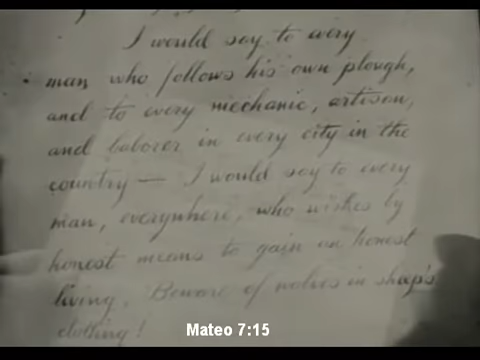 I would say to every
man who follows his own plough,
and to every mechanic, artisan,
and laborer in every city in the
country — I would say to every
man, everywhere, who wishes by
honest means to gain an honest
living, "Beware of wolves in sheep's
clothing!
Mateo 7:15